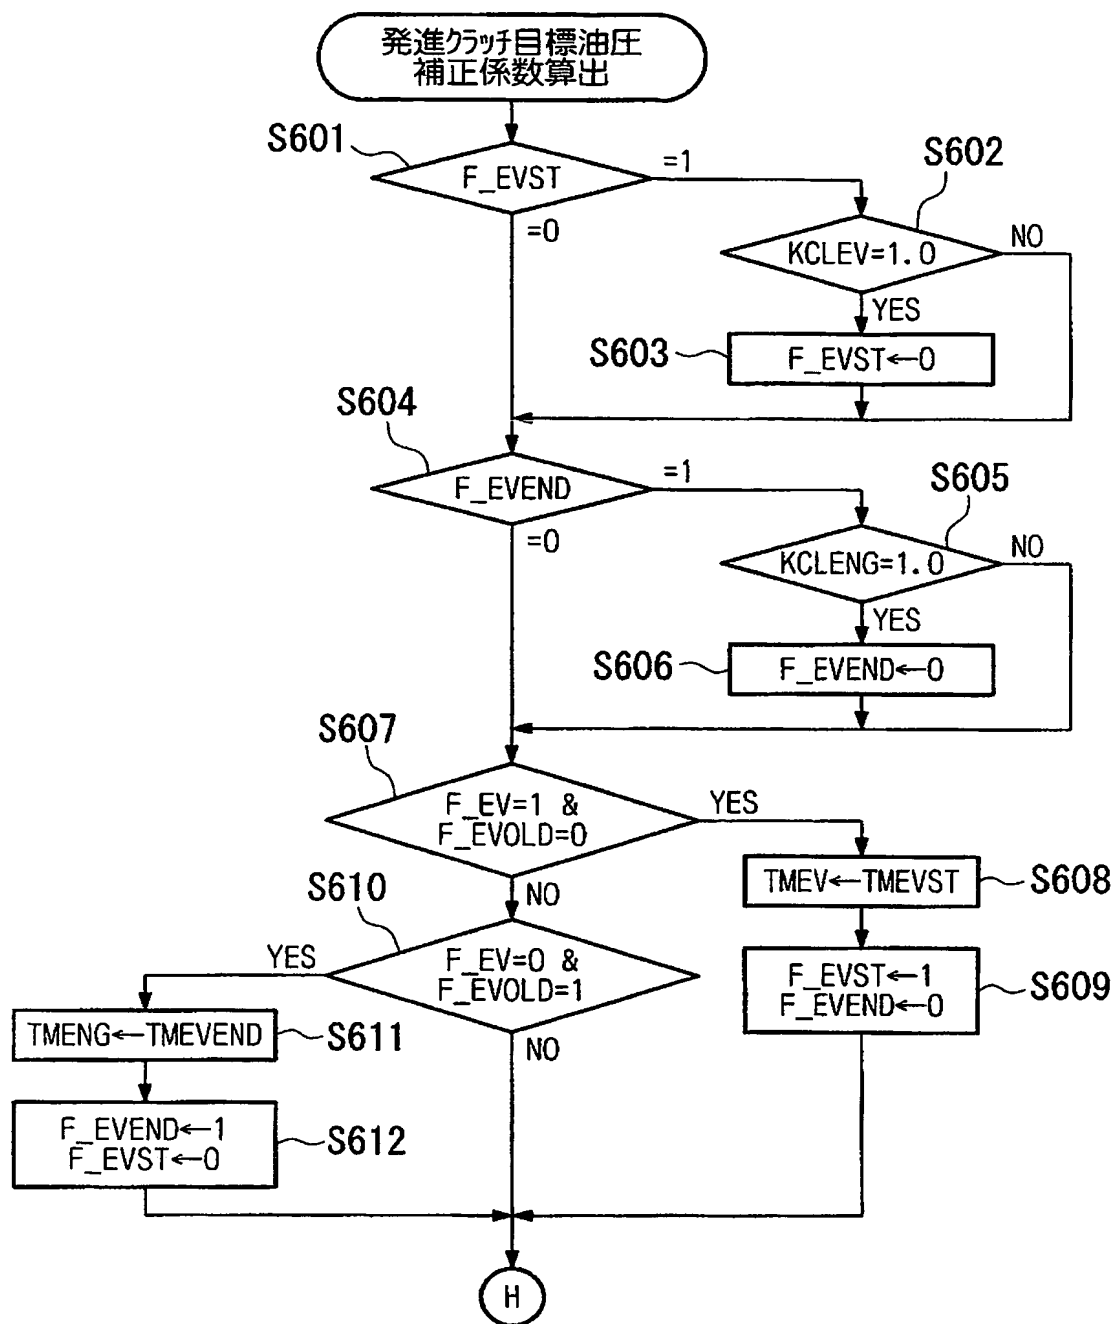 発進クラッチ目標油圧
補正係数算出
S601
F_EVST
=1
=0
S602
KCLEV=1.0
NO
YES
S603
F_EVST←0
S604
F_EVEND
=1
=0
S605
KCLENG=1.0
NO
YES
S606
F_EVEND←0
S607
F_EV=1 &
F_EVOLD=0
YES
NO
TMEV←TMEVST
S608
F_EVST←1
F_EVEND←0
S609
S610
F_EV=0 &
F_EVOLD=1
YES
NO
TMENG←TMEVEND
S611
F_EVEND←1
F_EVST←0
S612
H